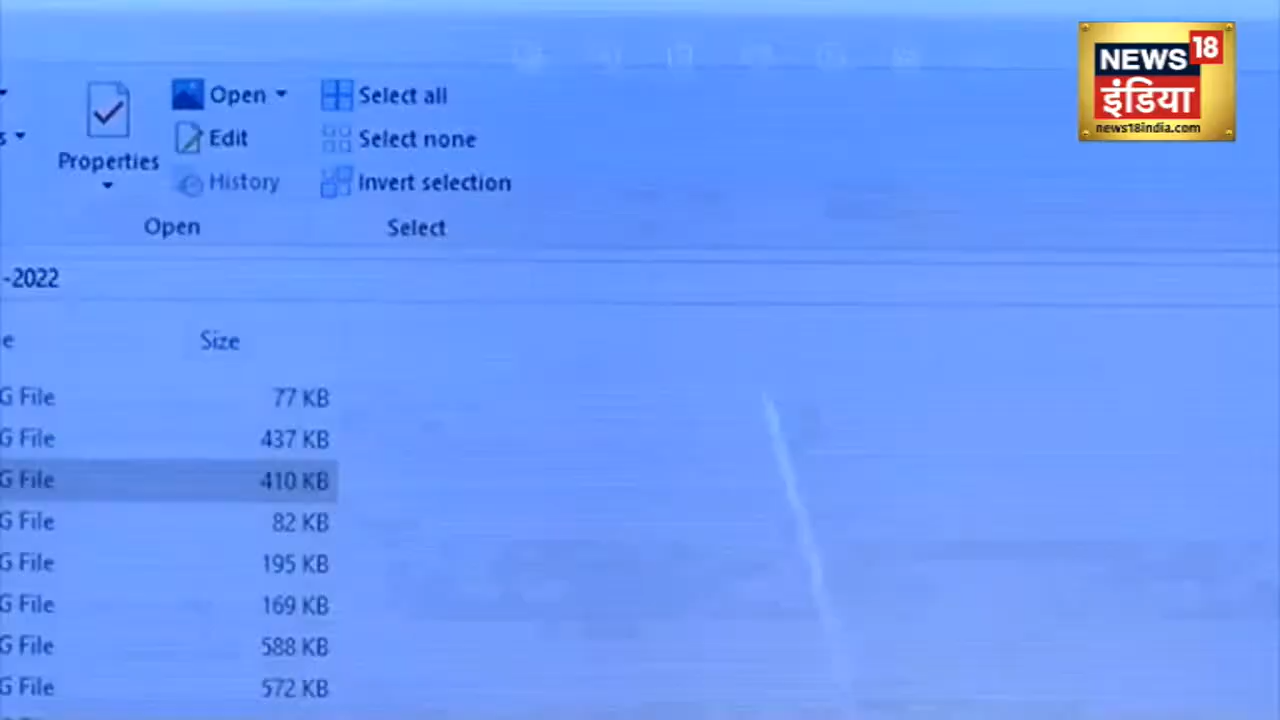 NEWS 18
इंडिया
news18india.com
Open
Select all
Edit
Select none
Properties
History
Invert selection
Open
Select
-2022
e
Size
G File
77 KB
G File
437 KB
G File
410 KB
G File
82 KB
G File
195 KB
G File
169 KB
G File
588 KB
G File
572 KB